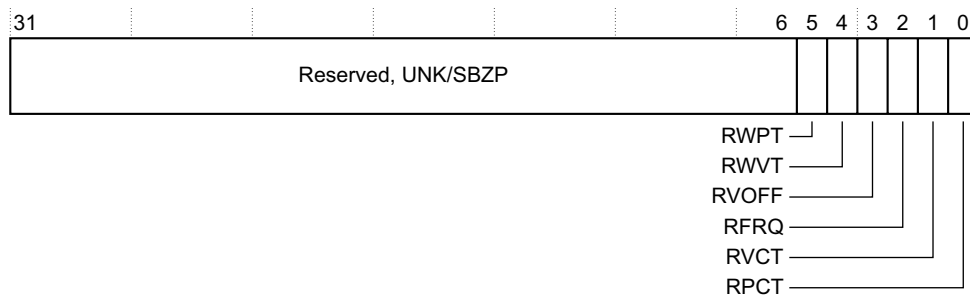 31 6 5 4 3 2 1 0
Reserved, UNK/SBZP
RWPT
RWVT
RVOFF
RFRQ
RVCT
RPCT